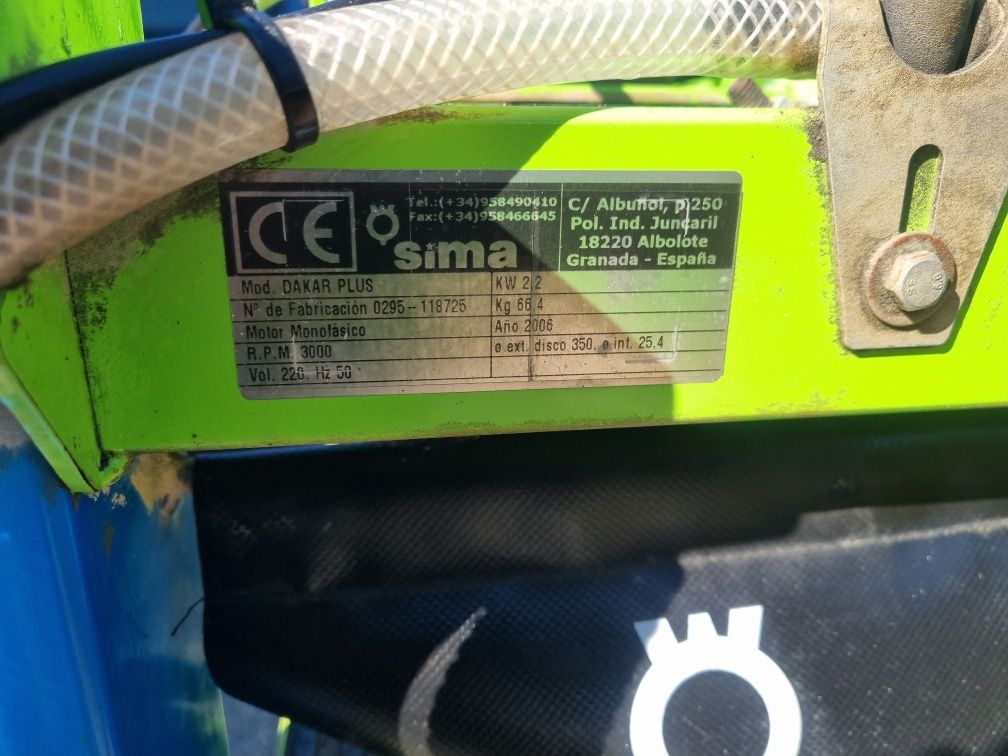 CE
sima
Tel.:(+34)958490410
Fax:(+34)958466645
C/ Albuñol, p)250
Pol. Ind. Juncaril
18220 Albolote
Granada - España
Mod. DAKAR PLUS
KW 2,2
Nº de Fabricación 0295-118725
Kg 66,4
Motor Monofásico
Año 2006
R.P.M. 3000
ø ext. disco 350. ø int. 25.4
Vol. 220. Hz 50